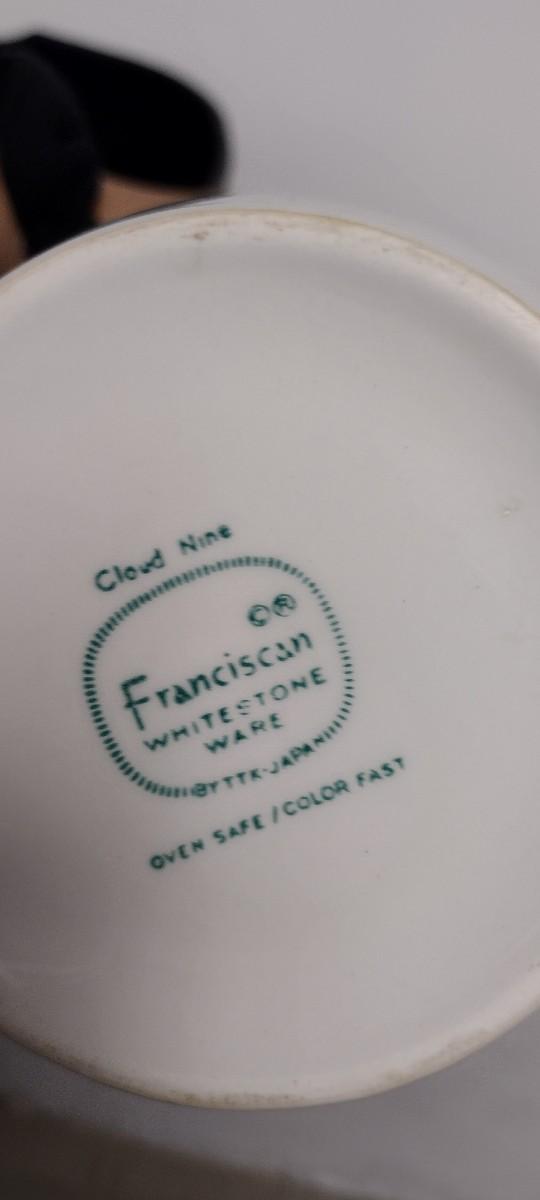 Cloud Nine
©®
Franciscan
WHITESTONE
WARE
BY TTK-JAPAN
OVEN SAFE / COLOR FAST